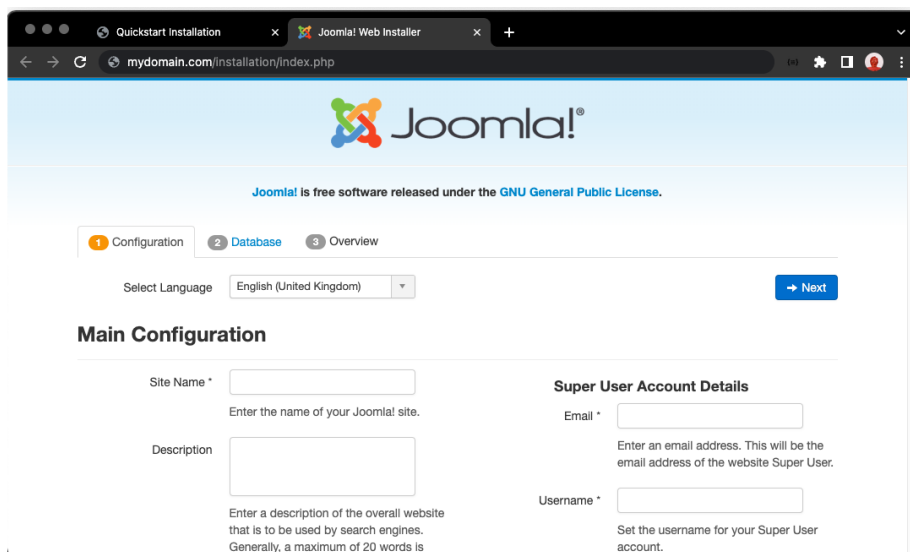 Quickstart Installation
Joomla! Web Installer
mydomain.com/installation/index.php
Joomla!®
Joomla! is free software released under the GNU General Public License.
1 Configuration
2 Database
3 Overview
Select Language
English (United Kingdom)
Next
Main Configuration
Site Name *
Enter the name of your Joomla! site.
Description
Enter a description of the overall website
that is to be used by search engines.
Generally, a maximum of 20 words is
Super User Account Details
Email *
Enter an email address. This will be the
email address of the website Super User.
Username *
Set the username for your Super User
account.